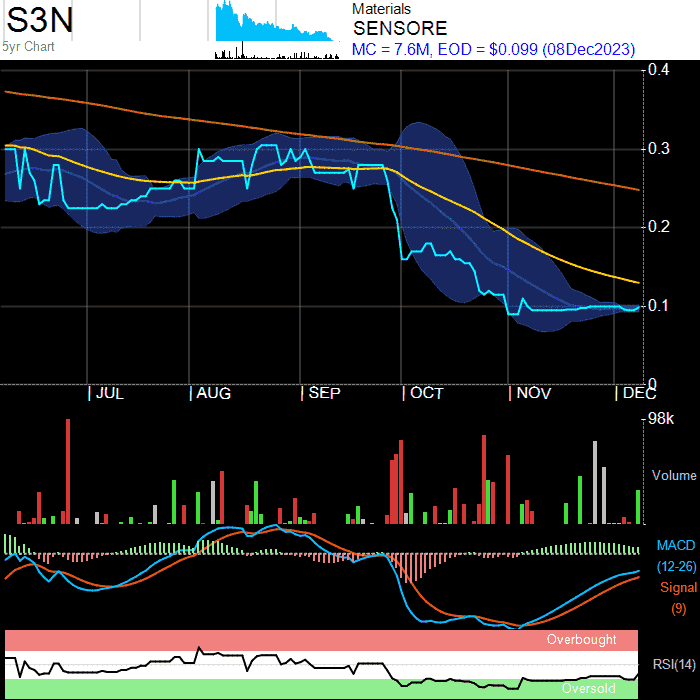 S3N
5yr Chart
Materials
SENSORE
MC = 7.6M, EOD = $0.099 (08Dec2023)
0.4
0.3
0.2
0.1
0
JUL AUG SEP OCT NOV DEC
98k
Volume
MACD
(12-26)
Signal
(9)
Overbought
RSI(14)
Oversold